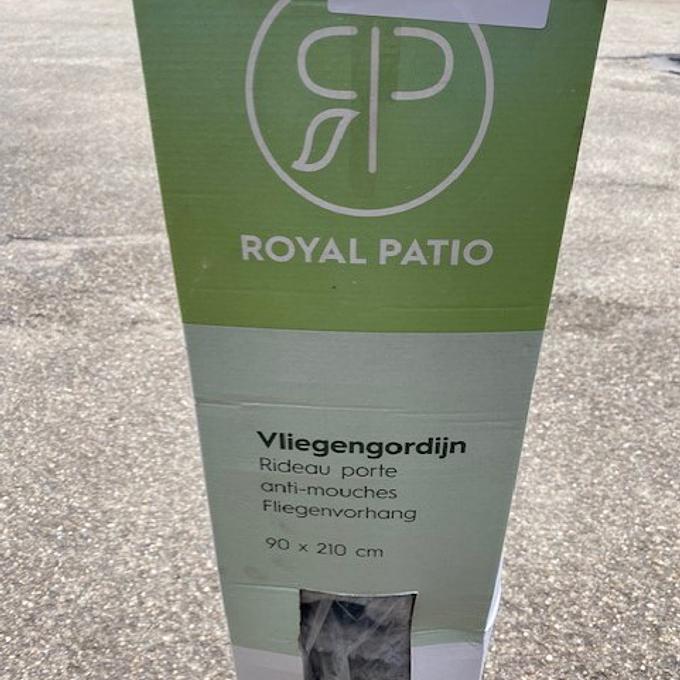 ROYAL PATIO
Vliegengordijn
Rideau porte
anti-mouches
Fliegenvorhang
90 x 210 cm